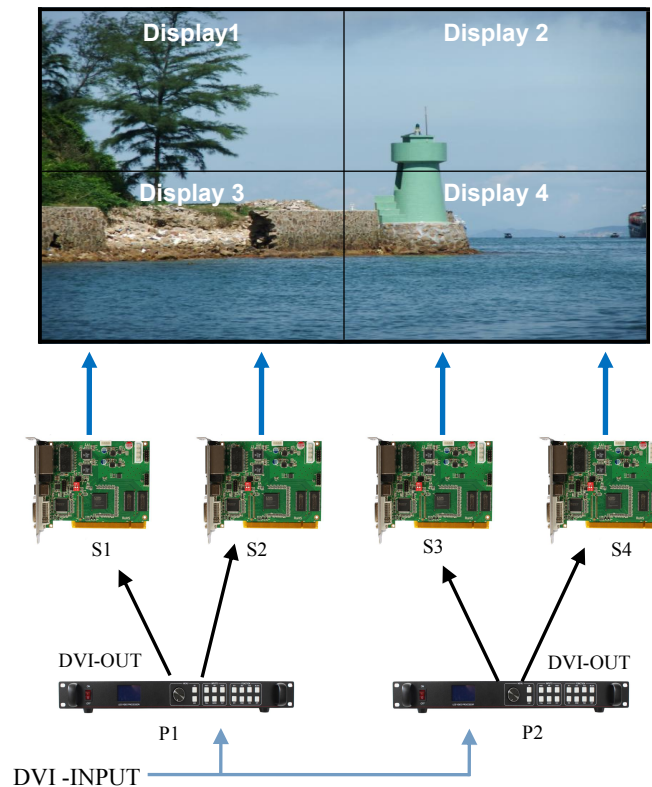 Display1
Display 2
Display 3
Display 4
S1
S2
S3
S4
DVI-OUT
DVI-OUT
P1
P2
DVI -INPUT